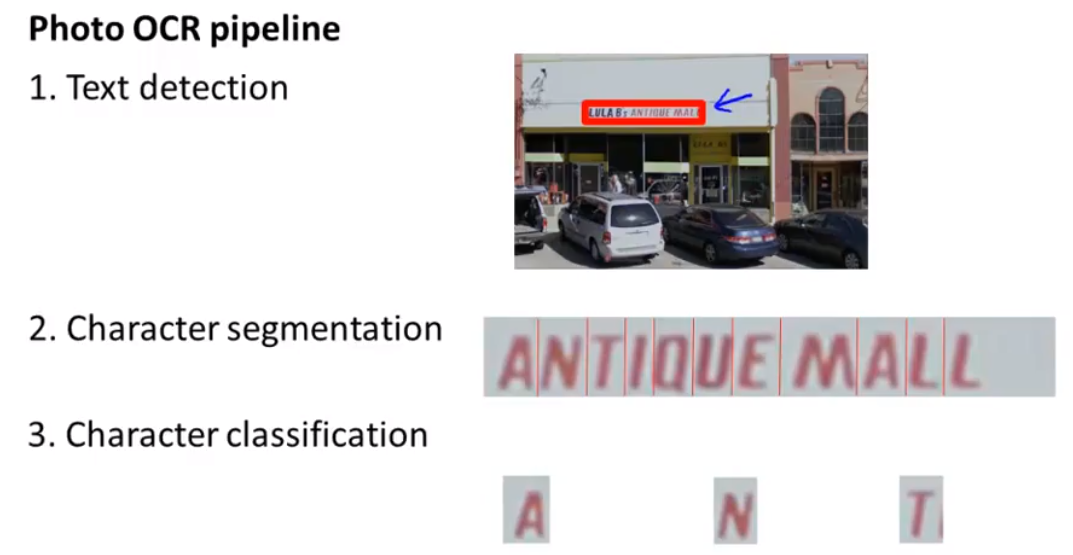 Photo OCR pipeline
1. Text detection
LULA B's ANTIQUE MALL
2. Character segmentation
ANTIQUE MALL
3. Character classification
A N T